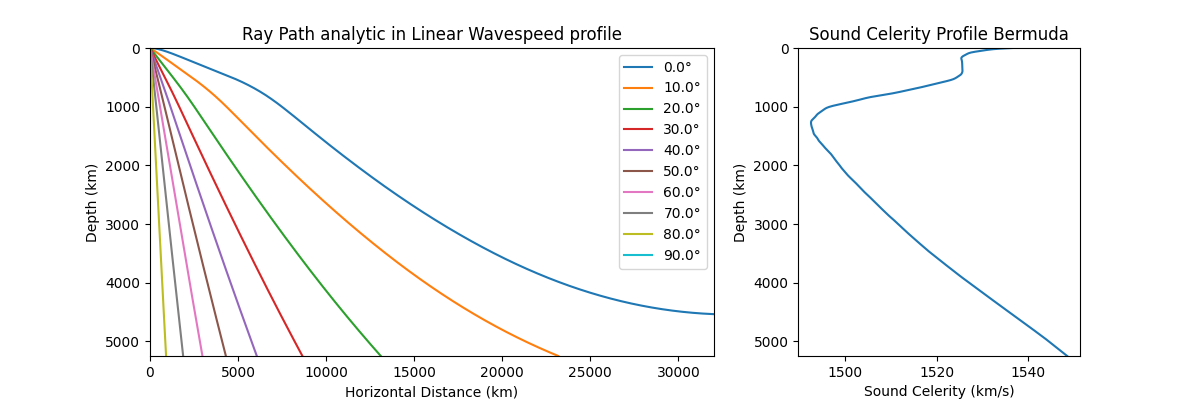 Ray Path analytic in Linear Wavespeed profile
0
1000
2000
3000
4000
5000
Depth (km)
0 5000 10000 15000 20000 25000 30000
Horizontal Distance (km)
0.0°
10.0°
20.0°
30.0°
40.0°
50.0°
60.0°
70.0°
80.0°
90.0°
Sound Celerity Profile Bermuda
0
1000
2000
3000
4000
5000
Depth (km)
1500 1520 1540
Sound Celerity (km/s)